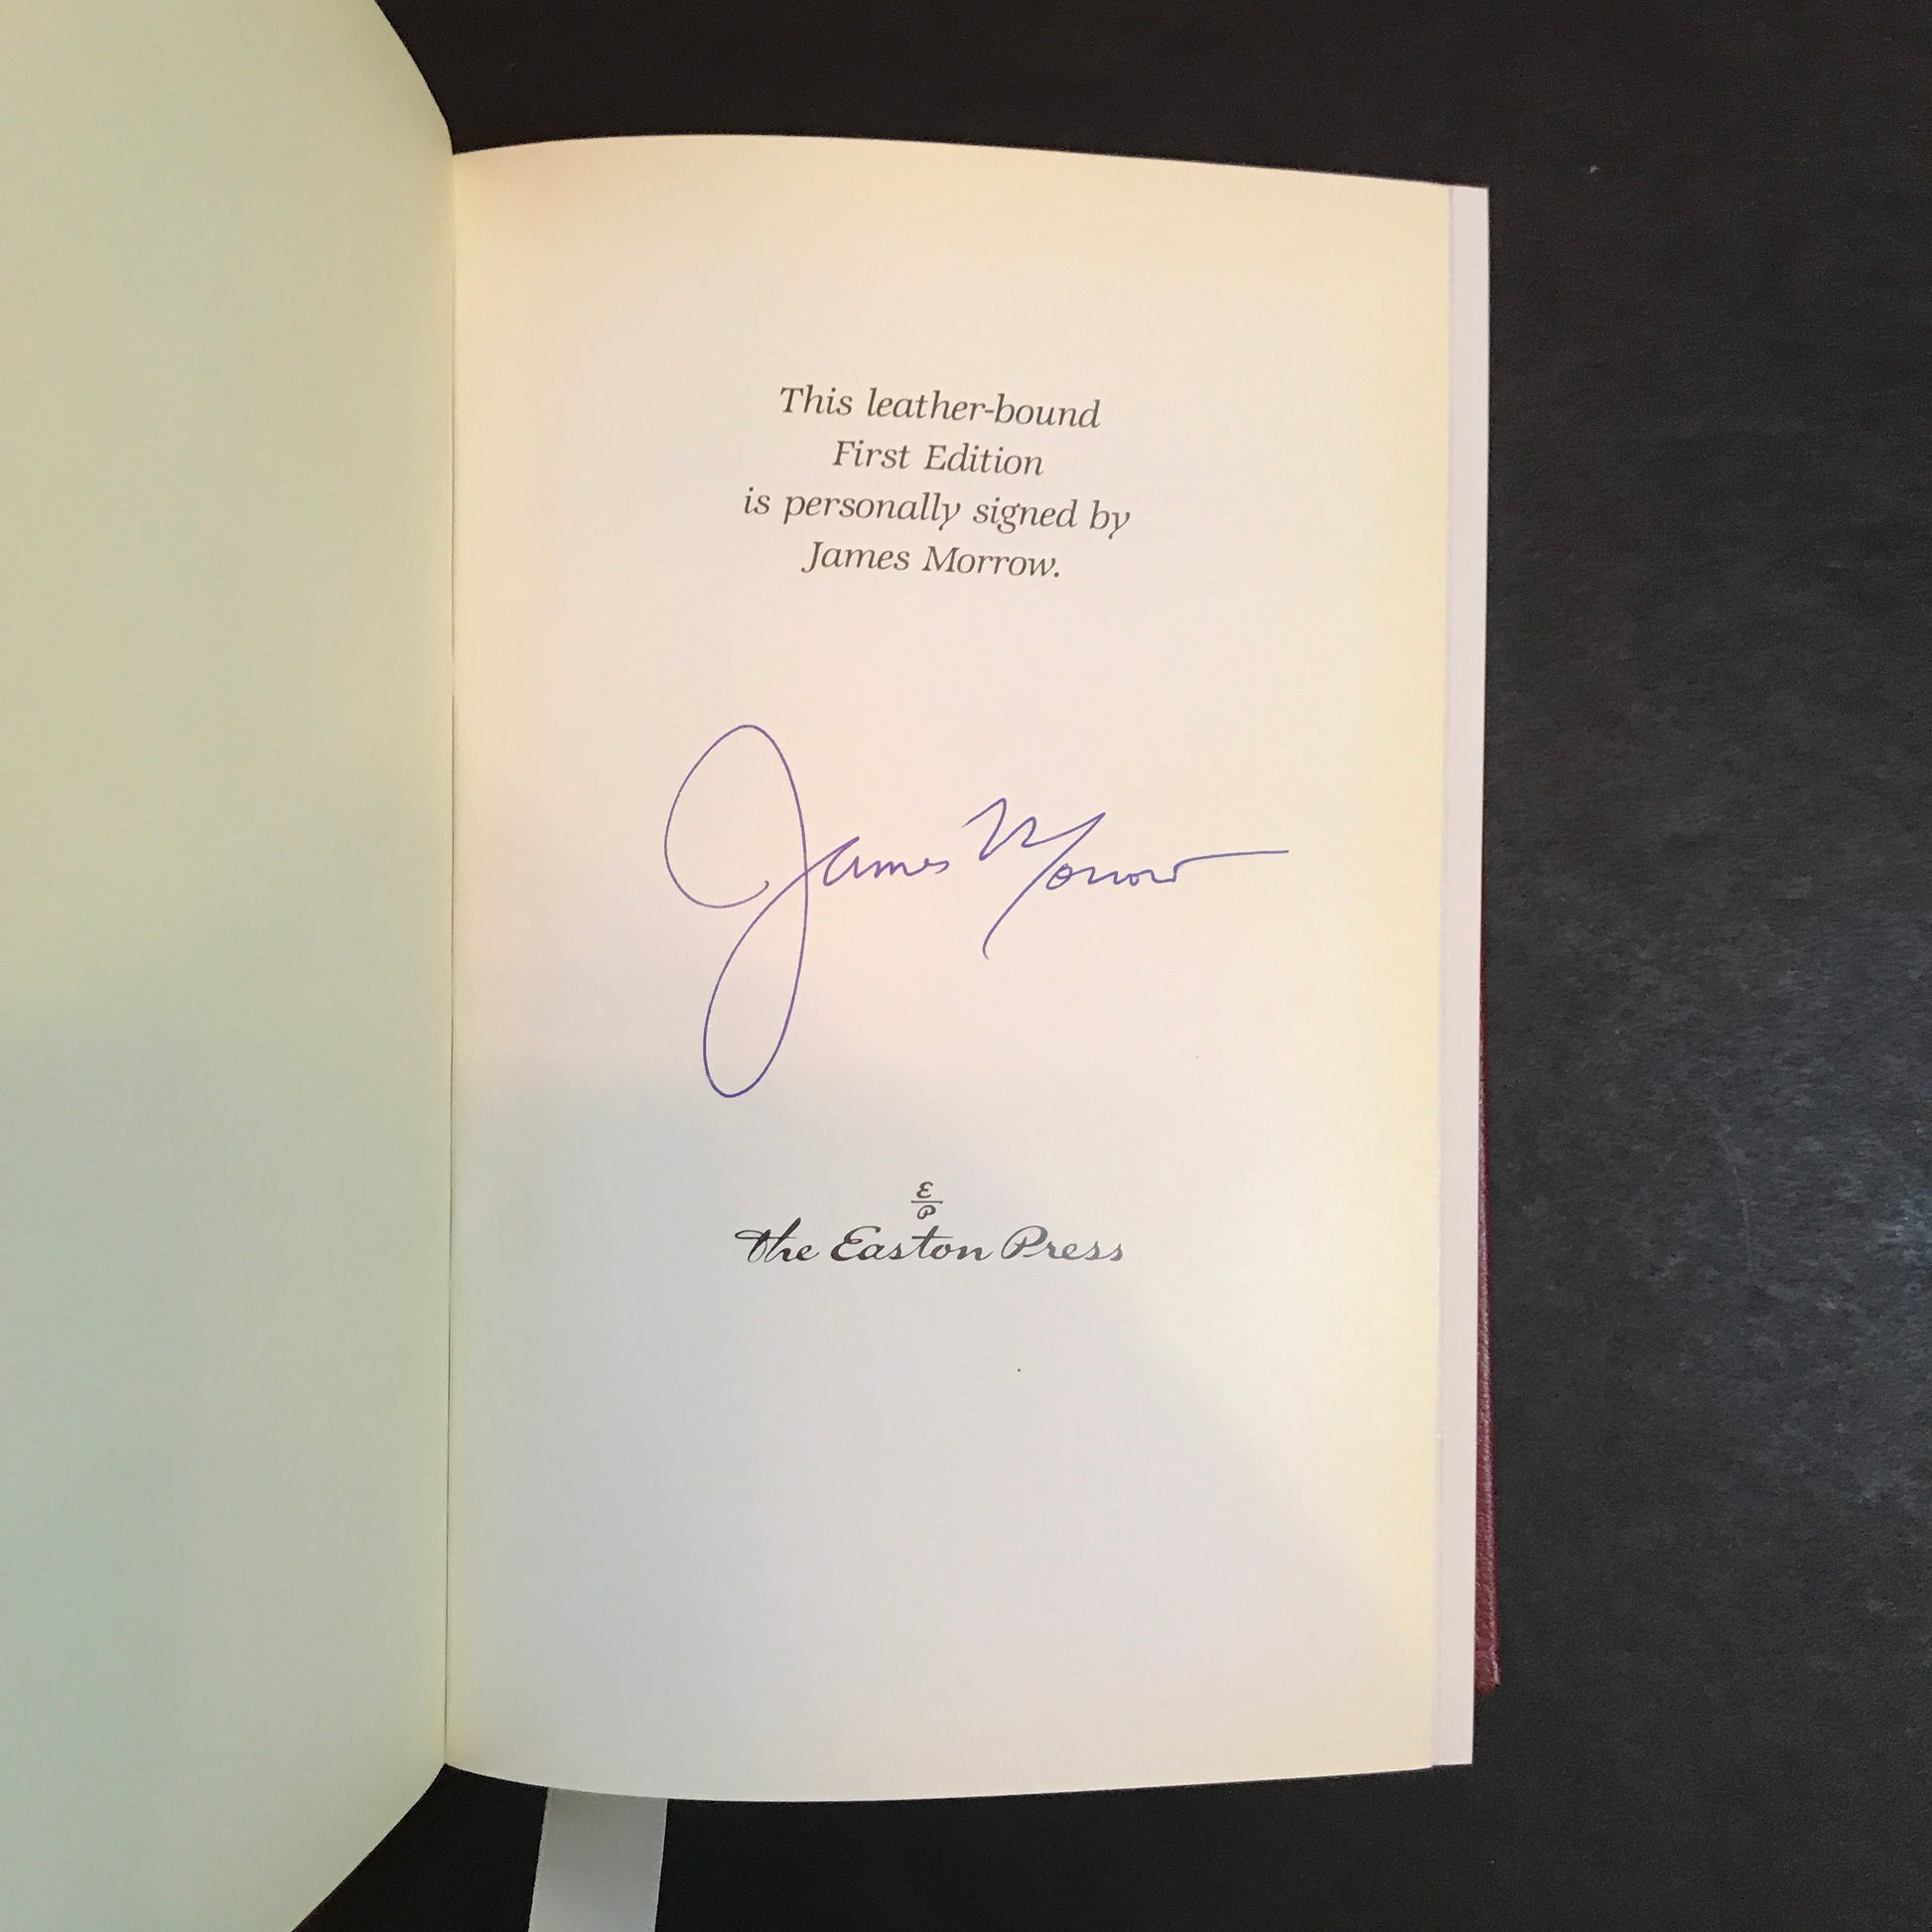 This leather-bound
First Edition
is personally signed by
James Morrow.
James Morrow
E
P
The Easton Press